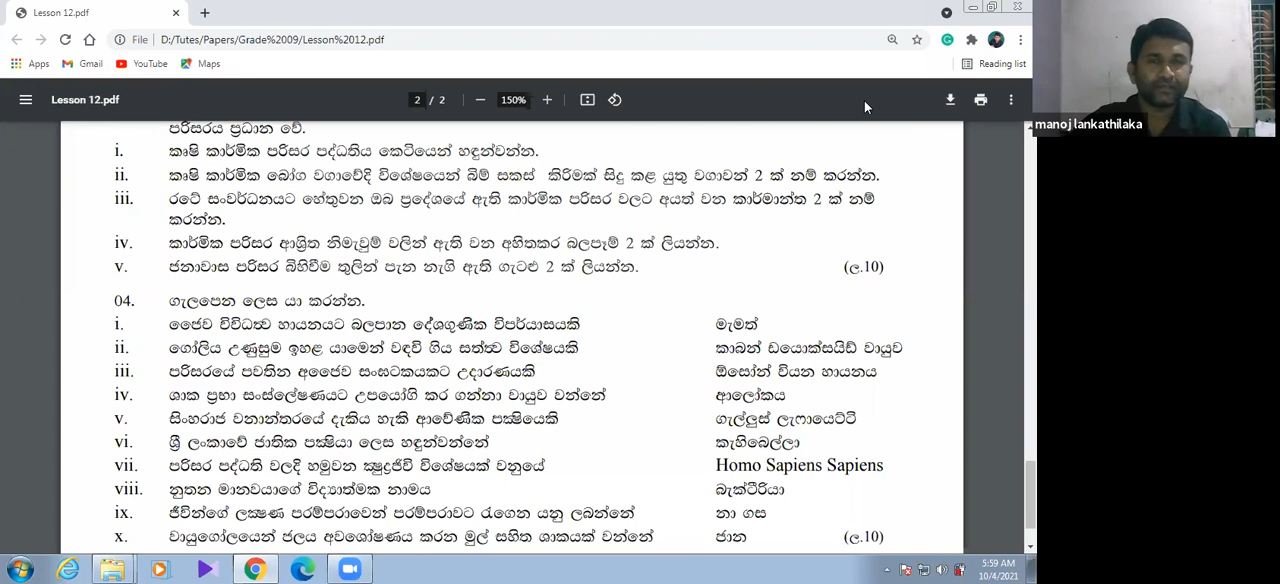 Lesson 12.pdf
File D:/Tutes/Papers/Grade%2009/Lesson%2012.pdf
Apps Gmail YouTube Maps Reading list
Lesson 12.pdf 2 / 2 150%
manoj lankathilaka
පරිසරය ප්‍රධාන වේ.
i. කෘෂි කාර්මික පරිසර පද්ධතිය කෙටියෙන් හඳුන්වන්න.
ii. කෘෂි කාර්මික බෝග වගාවේදි විශේෂයෙන් බිම් සකස් කිරිමක් සිදු කළ යුතු වගාවන් 2 ක් නම් කරන්න.
iii. රටේ සංවර්ධනයට හේතුවන ඔබ ප්‍රදේශයේ ඇති කාර්මික පරිසර වලට අයත් වන කාර්මාන්ත 2 ක් නම්
කරන්න.
iv. කාර්මික පරිසර ආශ්‍රිත නිමැවුම් වලින් ඇති වන අහිතකර බලපෑම් 2 ක් ලියන්න.
v. ජනාවාස පරිසර බිහිවීම තුලින් පැන නැගි ඇති ගැටළු 2 ක් ලියන්න. (ල.10)
04. ගැලපෙන ලෙස යා කරන්න.
i. ජෛව විවිධත්ව හායනයට බලපාන දේශගුණික විපර්යාසයකි මැමත්
ii. ගෝලිය උණුසුම ඉහළ යාමෙන් වඳවි ගිය සත්ත්ව විශේෂයකි කාබන් ඩයොක්සයිඩ් වායුව
iii. පරිසරයේ පවතින අජෛව සංඝටකයකට උදාරණයකි ඕසෝන් වියන හායනය
iv. ශාක ප්‍රභා සංස්ලේෂණයට උපයෝගි කර ගන්නා වායුව වන්නේ ආලෝකය
v. සිංහරාජ වනාන්තරයේ දැකිය හැකි ආවේණික පක්ෂියෙකි ගැල්ලුස් ලැෆායෙට්ටි
vi. ශ්‍රී ලංකාවේ ජාතික පක්ෂියා ලෙස හඳුන්වන්නේ කැහිබෙල්ලා
vii. පරිසර පද්ධති වලදි හමුවන ක්ෂුද්‍රජිවි විශේෂයක් වනුයේ Homo Sapiens Sapiens
viii. නුතන මානවයාගේ විද්‍යාත්මක නාමය බැක්ටීරියා
ix. ජීවින්ගේ ලක්ෂණ පරම්පරාවෙන් පරම්පරාවට රැගෙන යනු ලබන්නේ නා ගස
x. වායුගෝලයෙන් ජලය අවශෝෂණය කරන මුල් සහිත ශාකයක් වන්නේ ජාන (ල.10)
5:59 AM
10/4/2021